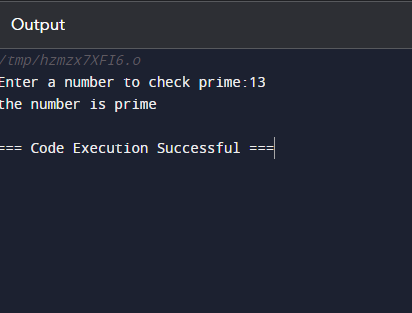 Output
/tmp/hzmzx7XFI6.o
Enter a number to check prime:13
the number is prime
=== Code Execution Successful ===